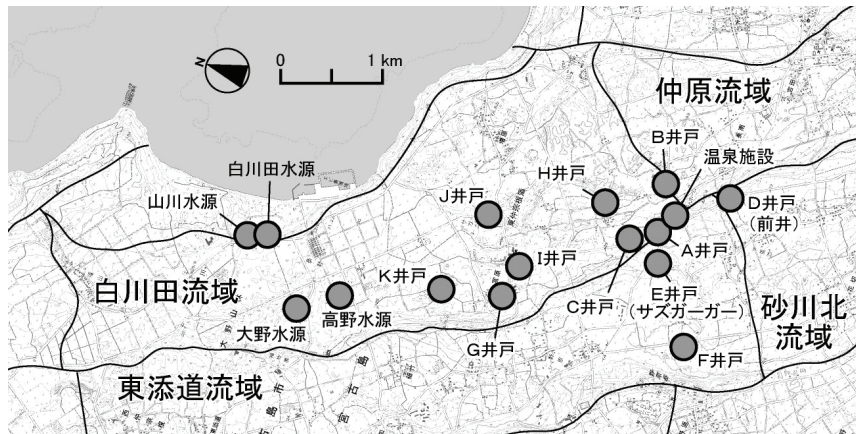 N
0
1 km
仲原流域
B井戸
温泉施設
白川田水源
山川水源
J井戸
H井戸
D井戸
(前井)
A井戸
I井戸
K井戸
C井戸
E井戸
(サズガーガー)
白川田流域
G井戸
高野水源
大野水源
砂川北
流域
F井戸
東添道流域
宮古島